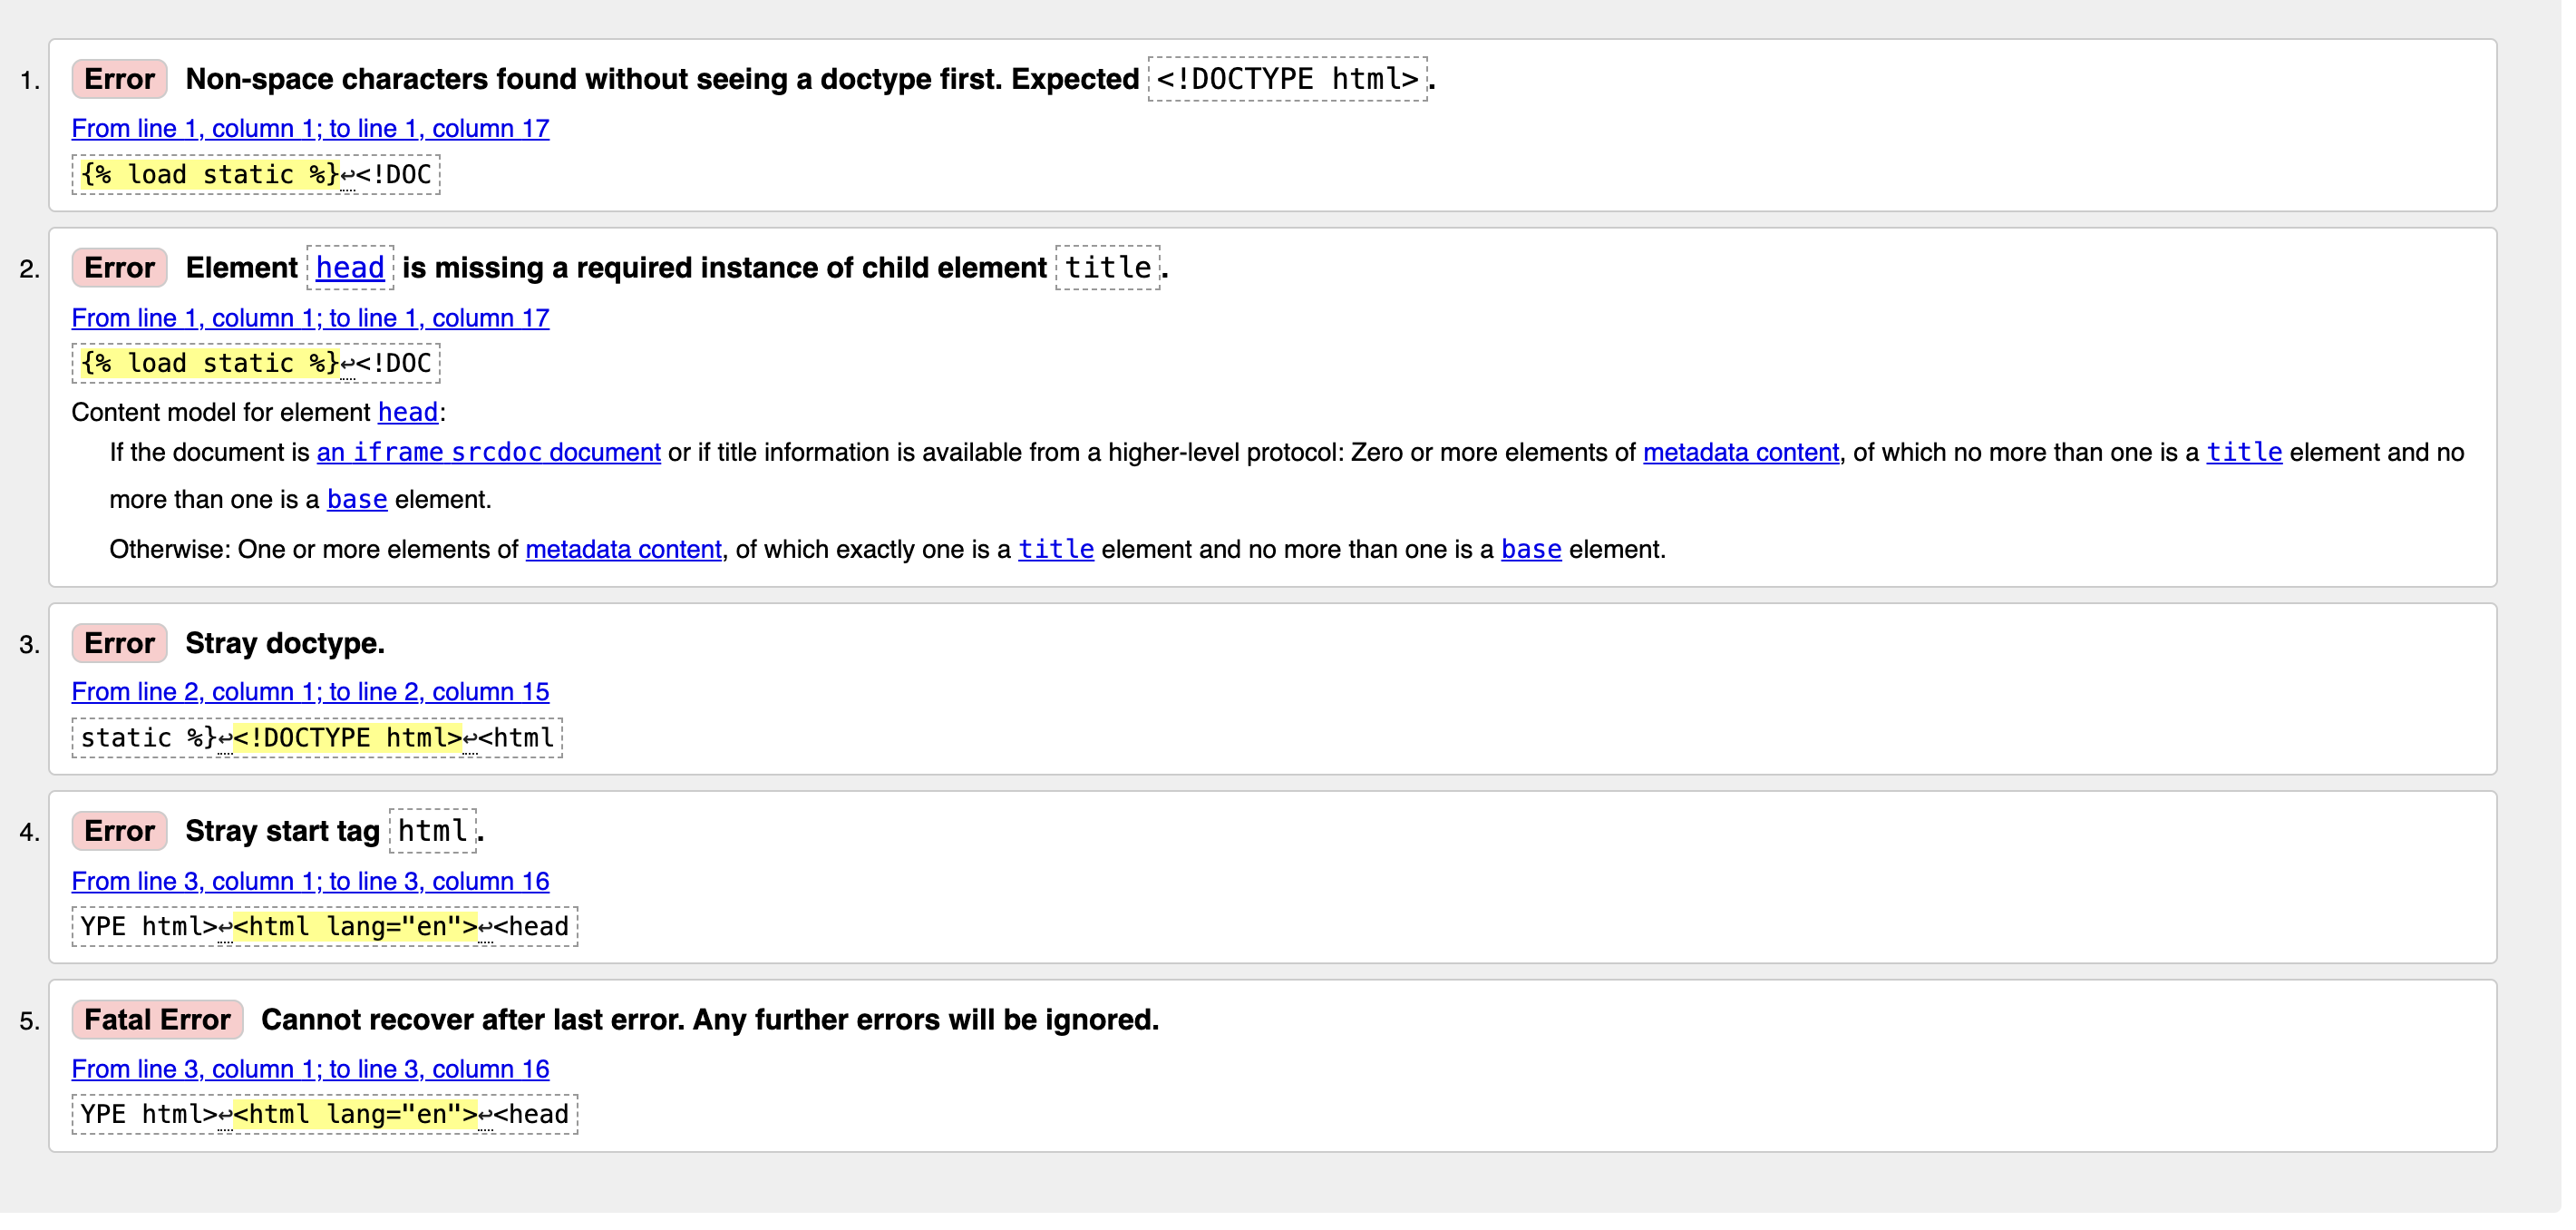 1. Error Non-space characters found without seeing a doctype first. Expected <!DOCTYPE html>.
From line 1, column 1; to line 1, column 17
{% load static %}↩<!DOC
2. Error Element head is missing a required instance of child element title.
From line 1, column 1; to line 1, column 17
{% load static %}↩<!DOC
Content model for element head:
If the document is an iframe srcdoc document or if title information is available from a higher-level protocol: Zero or more elements of metadata content, of which no more than one is a title element and no
more than one is a base element.
Otherwise: One or more elements of metadata content, of which exactly one is a title element and no more than one is a base element.
3. Error Stray doctype.
From line 2, column 1; to line 2, column 15
static %}↩<!DOCTYPE html>↩<html
4. Error Stray start tag html.
From line 3, column 1; to line 3, column 16
YPE html>↩<html lang="en">↩<head
5. Fatal Error Cannot recover after last error. Any further errors will be ignored.
From line 3, column 1; to line 3, column 16
YPE html>↩<html lang="en">↩<head